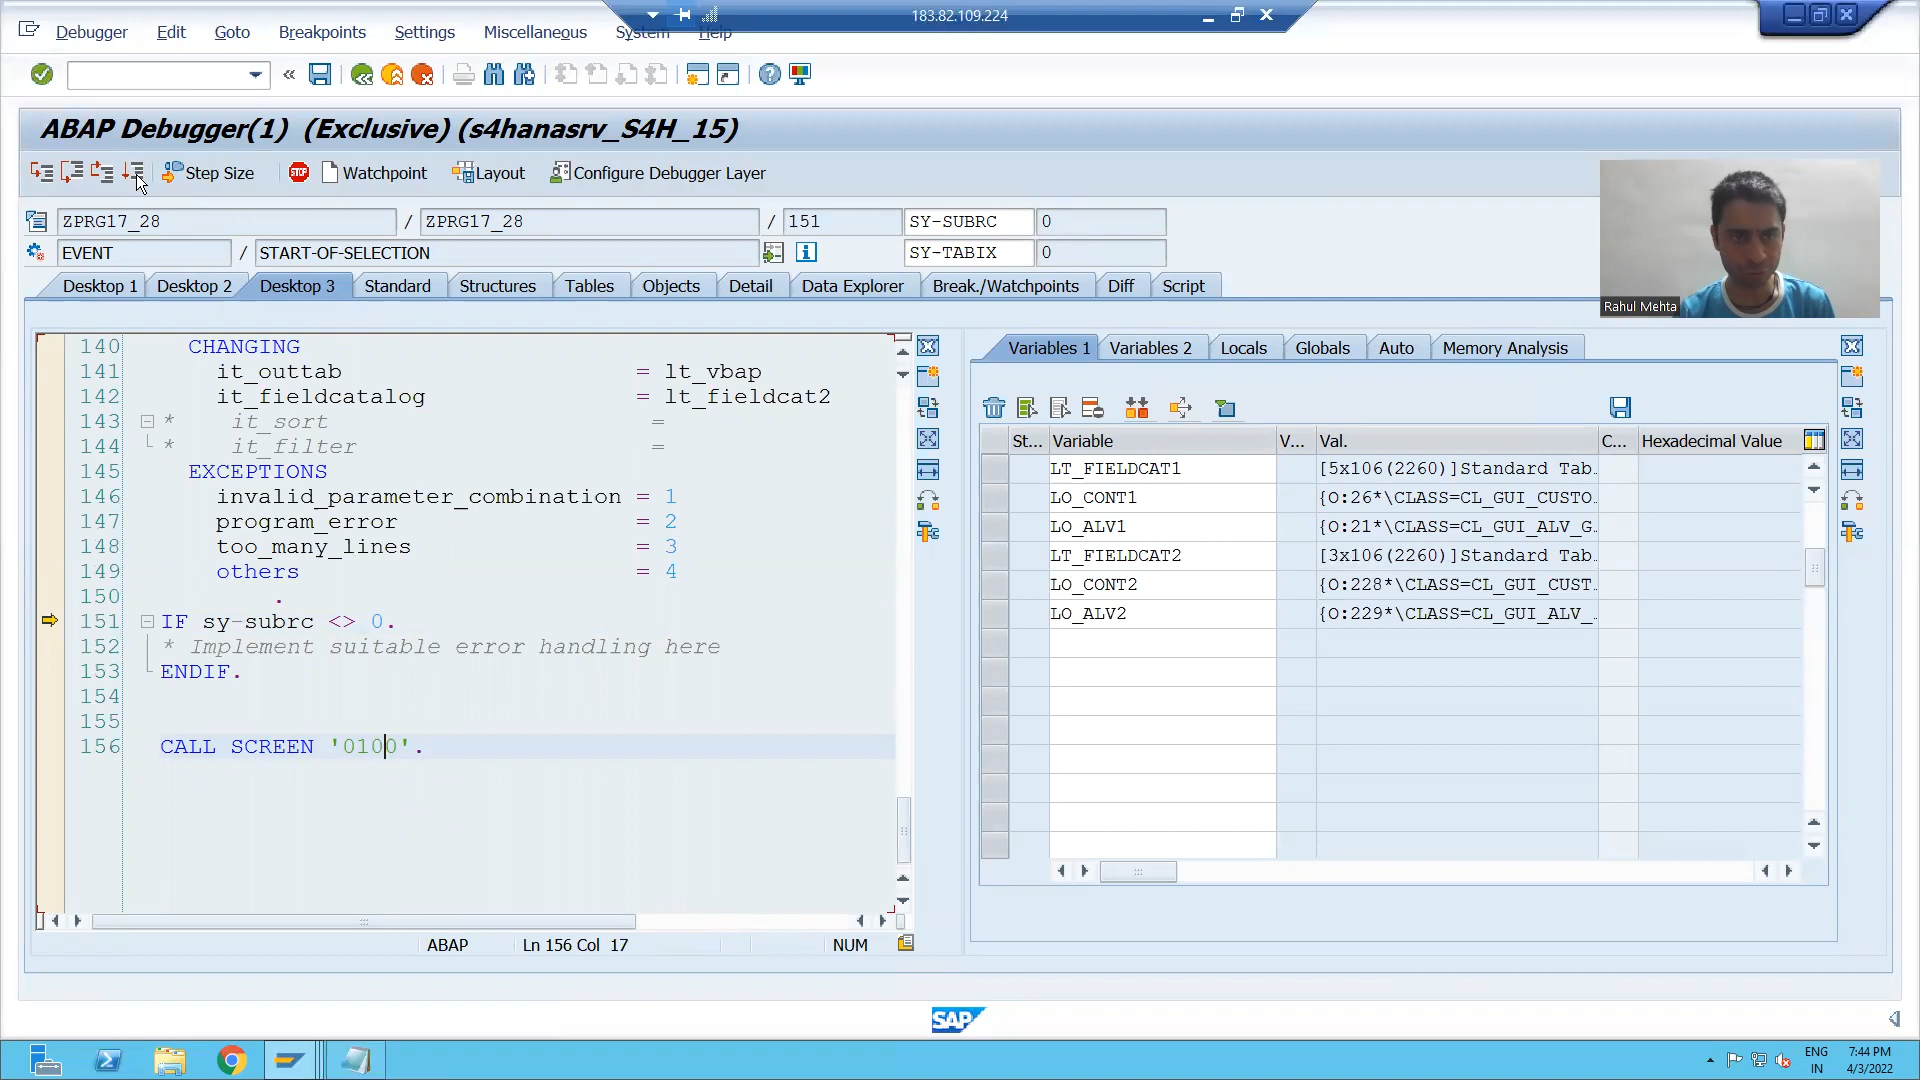 183.82.109.224
Debugger Edit Goto Breakpoints Settings Miscellaneous System Help
ABAP Debugger(1) (Exclusive) (s4hanasrv_S4H_15)
Step Size STOP Watchpoint Layout Configure Debugger Layer
ZPRG17_28 / ZPRG17_28 / 151 SY-SUBRC 0
EVENT / START-OF-SELECTION SY-TABIX 0
Rahul Mehta
Desktop 1 Desktop 2 Desktop 3 Standard Structures Tables Objects Detail Data Explorer Break./Watchpoints Diff Script
140 CHANGING
141 it_outtab = lt_vbap
142 it_fieldcatalog = lt_fieldcat2
143 * it_sort =
144 * it_filter =
145 EXCEPTIONS
146 invalid_parameter_combination = 1
147 program_error = 2
148 too_many_lines = 3
149 others = 4
150 .
151 IF sy-subrc <> 0.
152 * Implement suitable error handling here
153 ENDIF.
154
155
156 CALL SCREEN '0100'.
ABAP Ln 156 Col 17 NUM
Variables 1 Variables 2 Locals Globals Auto Memory Analysis
St... Variable V... Val. C... Hexadecimal Value
LT_FIELDCAT1 [5x106(2260)]Standard Tab.
LO_CONT1 {O:26*\CLASS=CL_GUI_CUSTO.
LO_ALV1 {O:21*\CLASS=CL_GUI_ALV_G.
LT_FIELDCAT2 [3x106(2260)]Standard Tab.
LO_CONT2 {O:228*\CLASS=CL_GUI_CUST.
LO_ALV2 {O:229*\CLASS=CL_GUI_ALV_.
SAP
ENG 7:44 PM
IN 4/3/2022